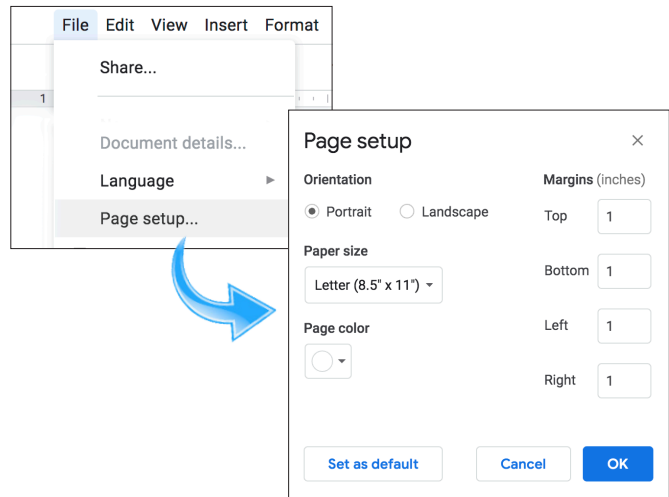 File Edit View Insert Format
Share...
1
Document details...
Language
Page setup...
Page setup
Orientation
Margins (inches)
Portrait Landscape
Top 1
Paper size
Letter (8.5" x 11")
Bottom 1
Page color
Left 1
Right 1
Set as default Cancel OK